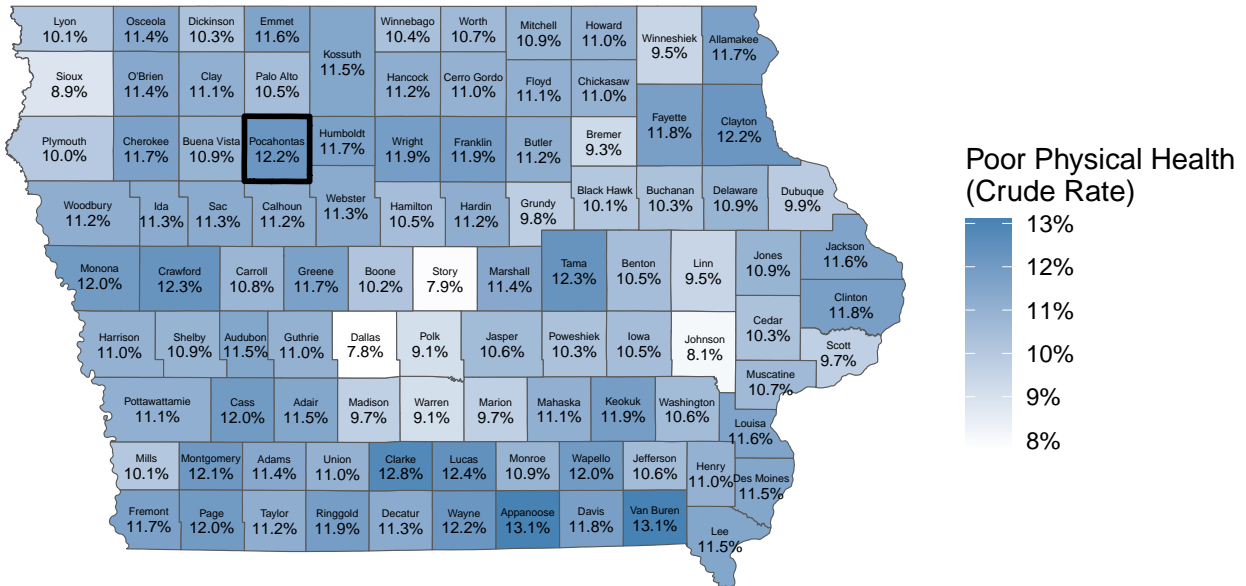 Lyon
10.1%
Osceola
11.4%
Dickinson
10.3%
Emmet
11.6%
Kossuth
11.5%
Winnebago
10.4%
Worth
10.7%
Mitchell
10.9%
Howard
11.0%
Winneshiek
9.5%
Allamakee
11.7%
Sioux
8.9%
O'Brien
11.4%
Clay
11.1%
Palo Alto
10.5%
Hancock
11.2%
Cerro Gordo
11.0%
Floyd
11.1%
Chickasaw
11.0%
Plymouth
10.0%
Cherokee
11.7%
Buena Vista
10.9%
Pocahontas
12.2%
Humboldt
11.7%
Wright
11.9%
Franklin
11.9%
Butler
11.2%
Bremer
9.3%
Fayette
11.8%
Clayton
12.2%
Woodbury
11.2%
Ida
11.3%
Sac
11.3%
Calhoun
11.2%
Webster
11.3%
Hamilton
10.5%
Hardin
11.2%
Grundy
9.8%
Black Hawk
10.1%
Buchanan
10.3%
Delaware
10.9%
Dubuque
9.9%
Monona
12.0%
Crawford
12.3%
Carroll
10.8%
Greene
11.7%
Boone
10.2%
Story
7.9%
Marshall
11.4%
Tama
12.3%
Benton
10.5%
Linn
9.5%
Jones
10.9%
Jackson
11.6%
Clinton
11.8%
Harrison
11.0%
Shelby
10.9%
Audubon
11.5%
Guthrie
11.0%
Dallas
7.8%
Polk
9.1%
Jasper
10.6%
Poweshiek
10.3%
Iowa
10.5%
Johnson
8.1%
Cedar
10.3%
Scott
9.7%
Muscatine
10.7%
Pottawattamie
11.1%
Cass
12.0%
Adair
11.5%
Madison
9.7%
Warren
9.1%
Marion
9.7%
Mahaska
11.1%
Keokuk
11.9%
Washington
10.6%
Louisa
11.6%
Mills
10.1%
Montgomery
12.1%
Adams
11.4%
Union
11.0%
Clarke
12.8%
Lucas
12.4%
Monroe
10.9%
Wapello
12.0%
Jefferson
10.6%
Henry
11.0%
Des Moines
11.5%
Fremont
11.7%
Page
12.0%
Taylor
11.2%
Ringgold
11.9%
Decatur
11.3%
Wayne
12.2%
Appanoose
13.1%
Davis
11.8%
Van Buren
13.1%
Lee
11.5%
Poor Physical Health
(Crude Rate)
13%
12%
11%
10%
9%
8%